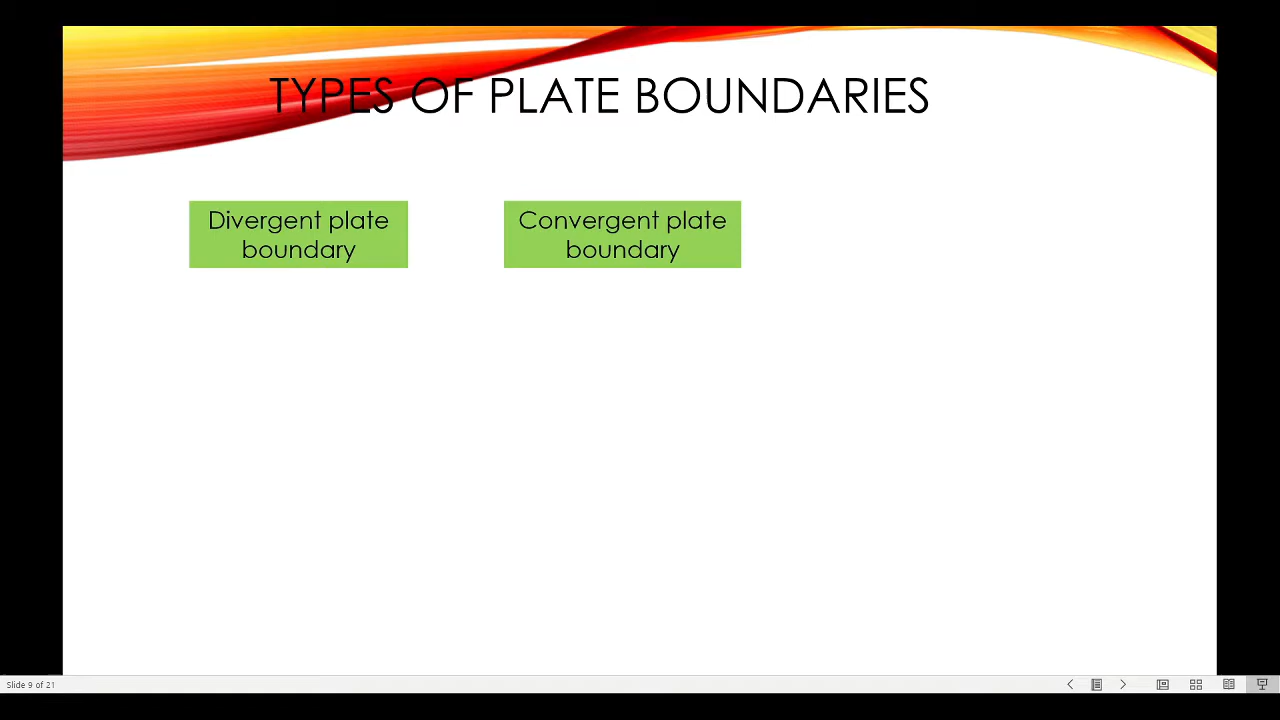 TYPES OF PLATE BOUNDARIES
Divergent plate
boundary
Convergent plate
boundary
Slide 9 of 21